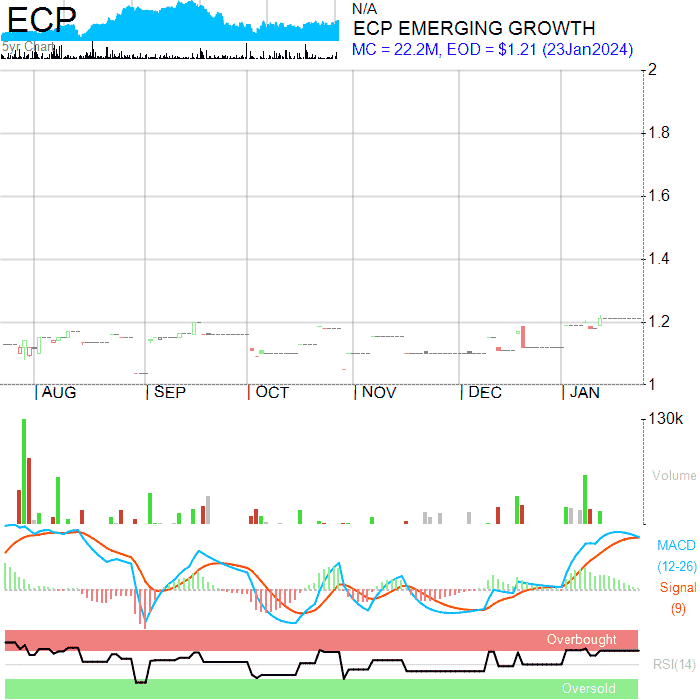 ECP
5yr Chart
N/A
ECP EMERGING GROWTH
MC = 22.2M, EOD = $1.21 (23Jan2024)
2
1.8
1.6
1.4
1.2
1
AUG
SEP
OCT
NOV
DEC
JAN
130k
Volume
MACD
(12-26)
Signal
(9)
Overbought
RSI(14)
Oversold